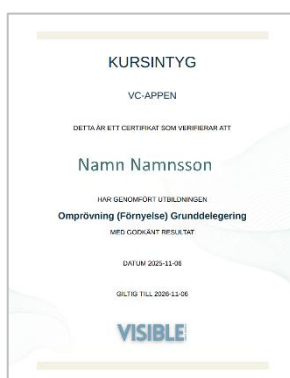 KURSINTYG
VC-APPEN
DETTA ÄR ETT CERTIFIKAT SOM VERIFIERAR ATT
Namn Namnsson
HAR GENOMFÖRT UTBILDNINGEN
Omprövning (Förnyelse) Grunddelegering
MED GODKÄNT RESULTAT
DATUM 2025-11-06
GILTIG TILL 2026-11-06
VISIBLE